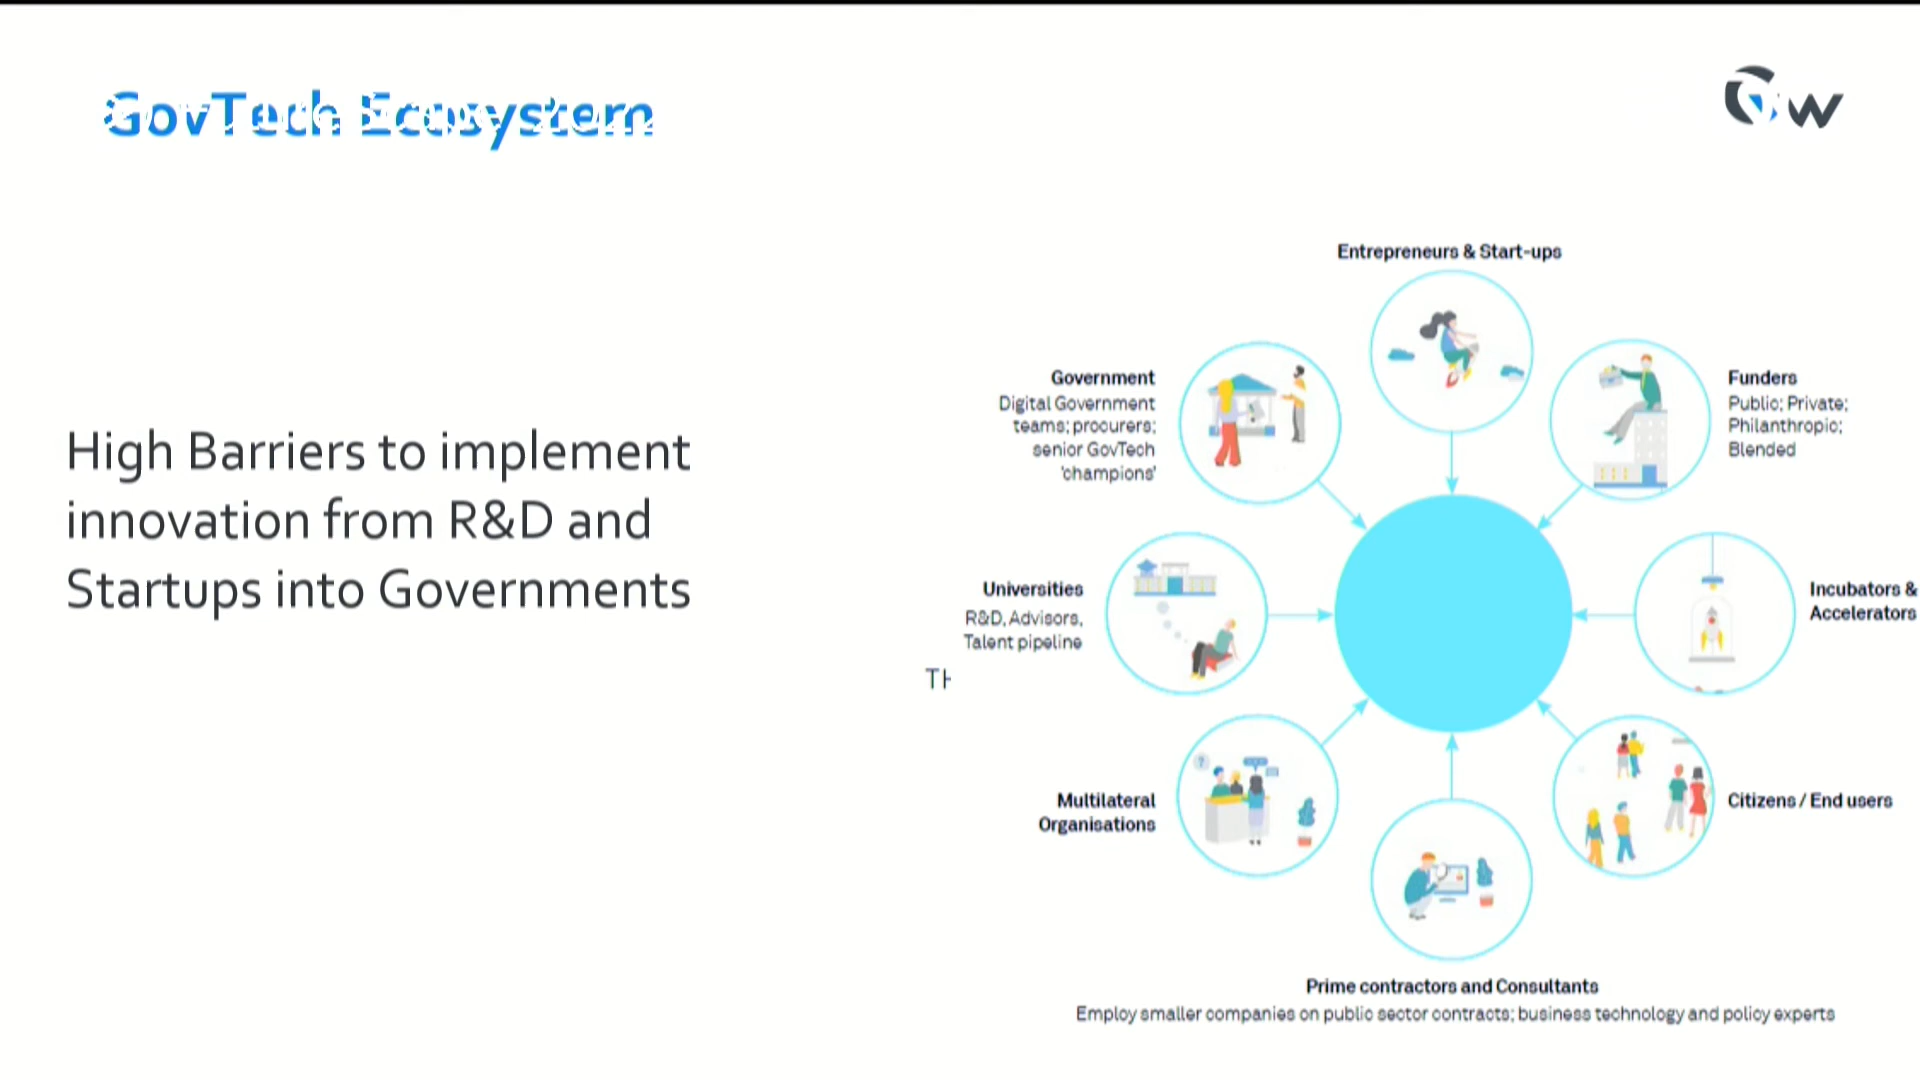 GovTech Ecosystem
High Barriers to implement
innovation from R&D and
Startups into Governments
Entrepreneurs & Start-ups
Government
Digital Government
teams; procurers;
senior GovTech
'champions'
Funders
Public; Private;
Philanthropic;
Blended
Universities
R&D, Advisors,
Talent pipeline
Incubators &
Accelerators
Multilateral
Organisations
Citizens / End users
Prime contractors and Consultants
Employ smaller companies on public sector contracts; business technology and policy experts